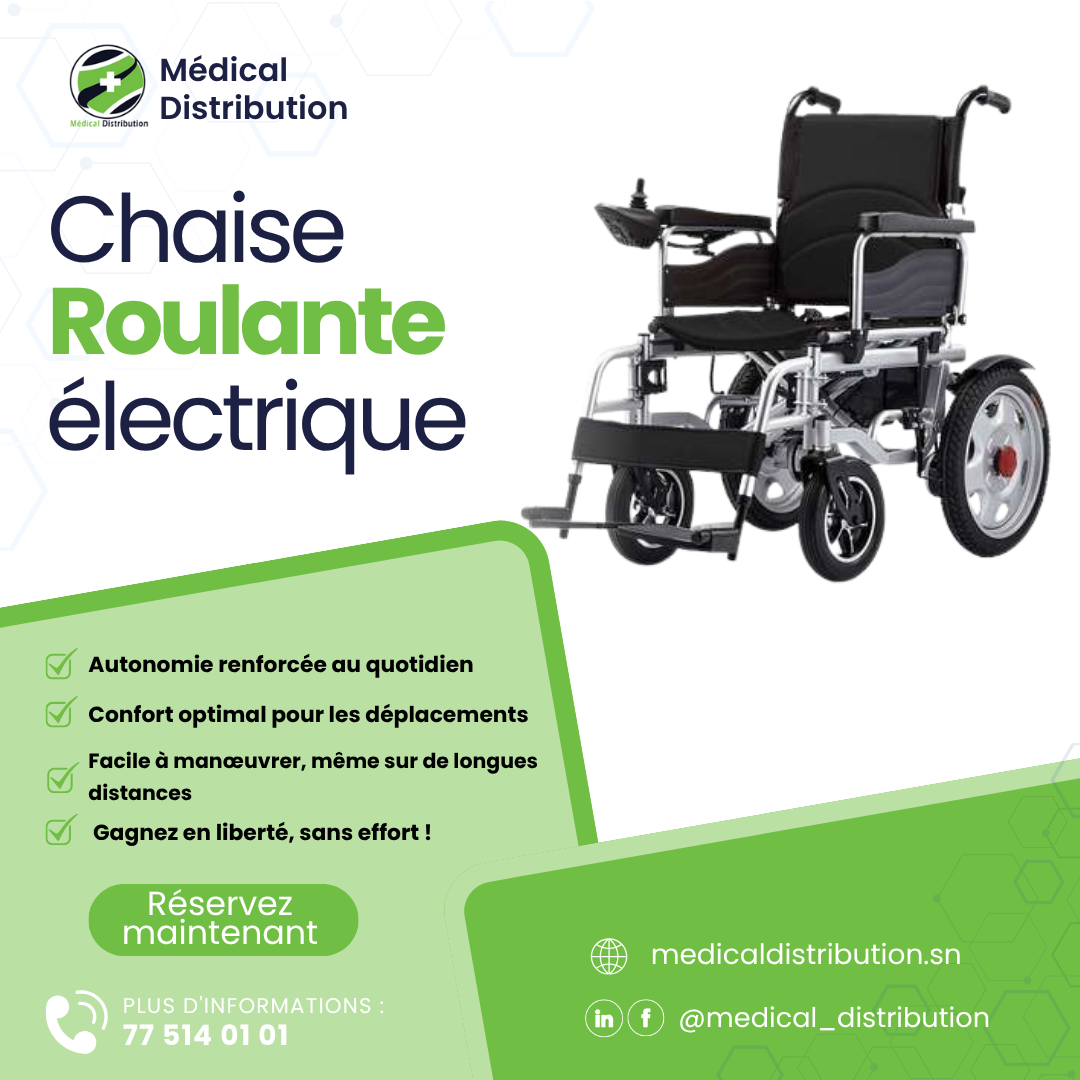 Médical
Distribution
Médical Distribution
Chaise
Roulante
électrique
Autonomie renforcée au quotidien
Confort optimal pour les déplacements
Facile à manœuvrer, même sur de longues
distances
Gagnez en liberté, sans effort !
Réservez
maintenant
PLUS D'INFORMATIONS :
77 514 01 01
medicaldistribution.sn
in f @medical_distribution